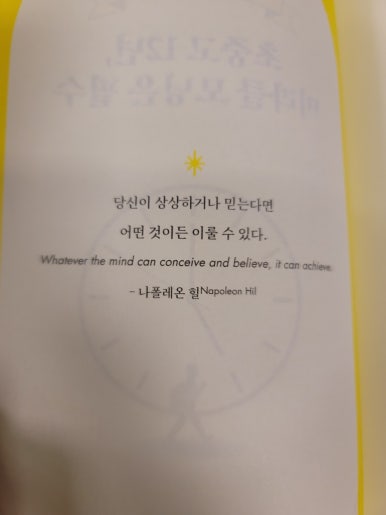 당신이 상상하거나 믿는다면
어떤 것이든 이룰 수 있다.
Whatever the mind can conceive and believe, it can achieve.
- 나폴레온 힐Napoleon Hil